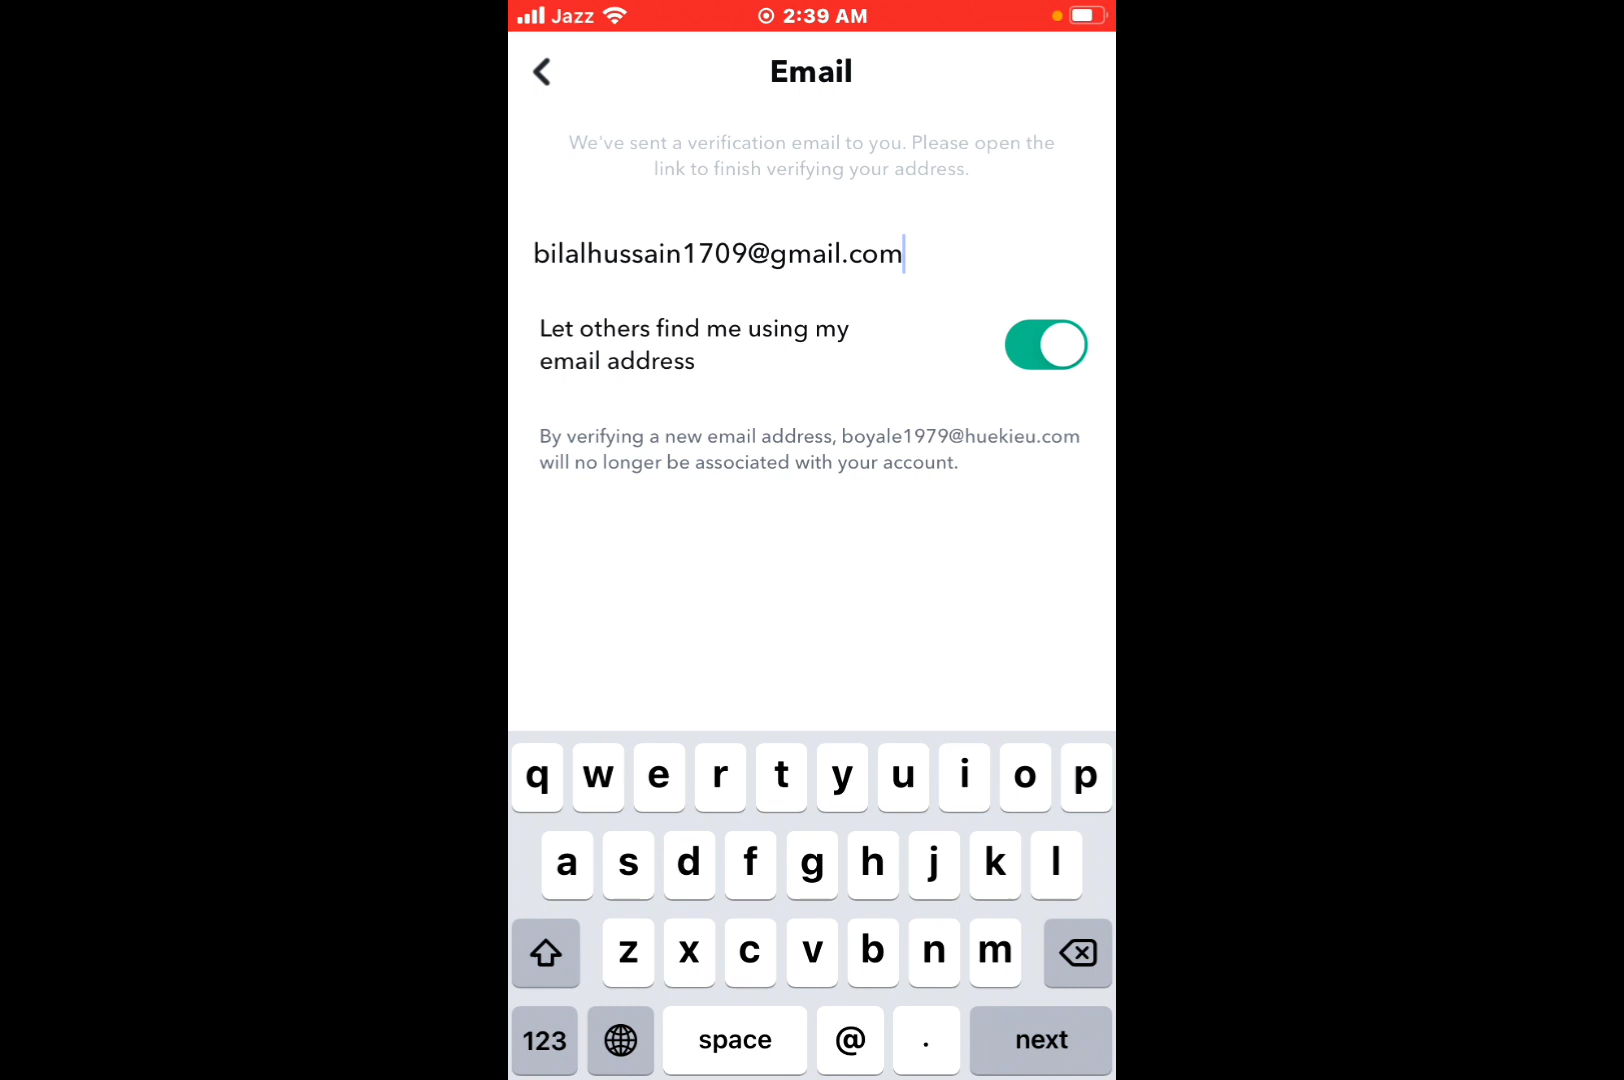 Jazz 2:39 AM
Email
We've sent a verification email to you. Please open the
link to finish verifying your address.
bilalhussain1709@gmail.com
Let others find me using my
email address
By verifying a new email address, boyale1979@huekieu.com
will no longer be associated with your account.
q w e r t y u i o p
a s d f g h j k l
z x c v b n m
123 space @ . next